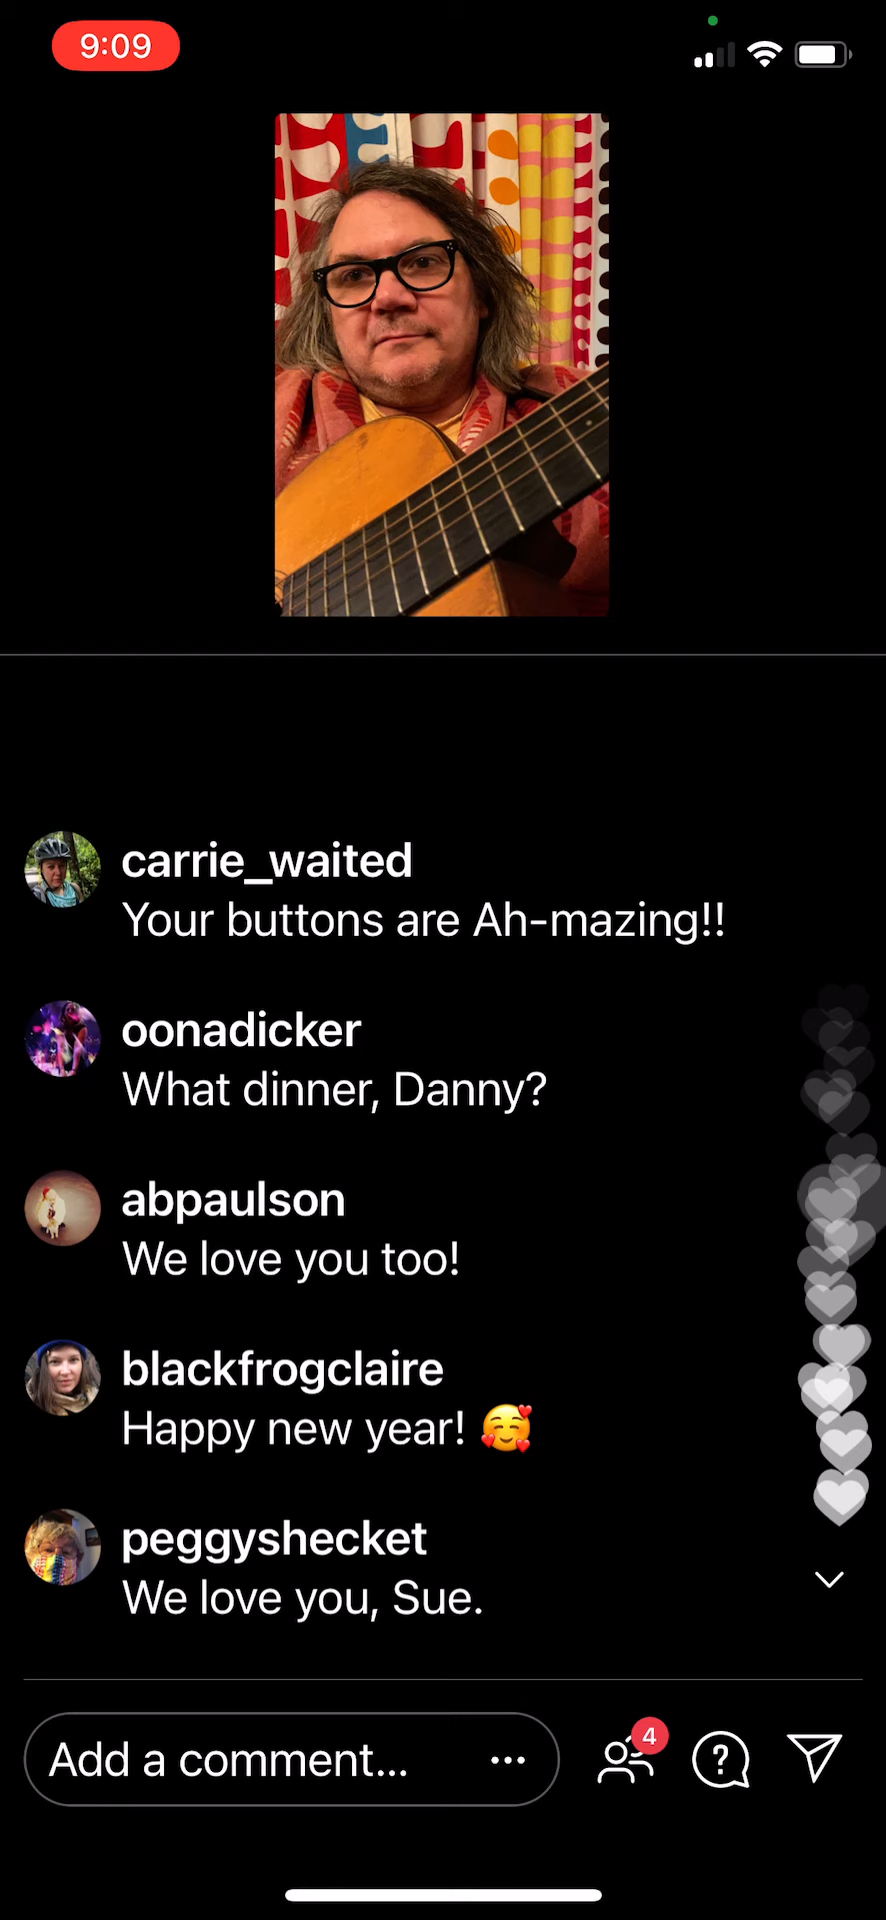 9:09
carrie_waited
Your buttons are Ah-mazing!!
oonadicker
What dinner, Danny?
abpaulson
We love you too!
blackfrogclaire
Happy new year! 🥰
peggyshecket
We love you, Sue.
Add a comment...
4